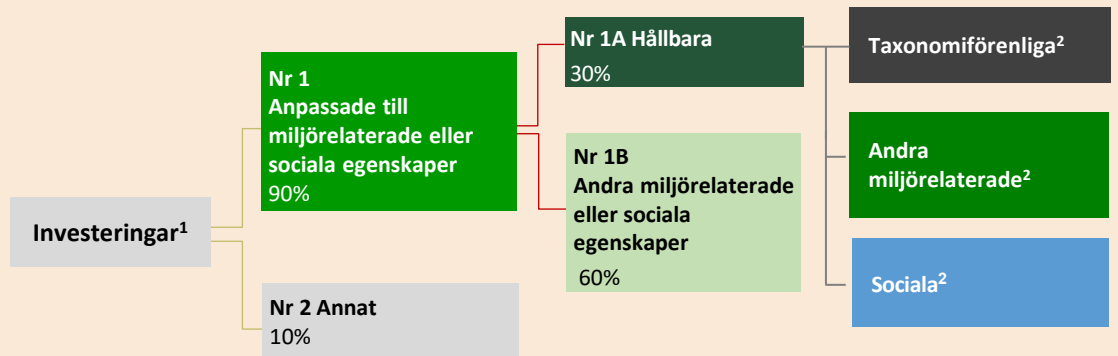 Investeringar¹
Nr 1
Anpassade till
miljörelaterade eller
sociala egenskaper
90%
Nr 2 Annat
10%
Nr 1A Hållbara
30%
Nr 1B
Andra miljörelaterade
eller sociala
egenskaper
60%
Taxonomiförenliga²
Andra
miljörelaterade²
Sociala²